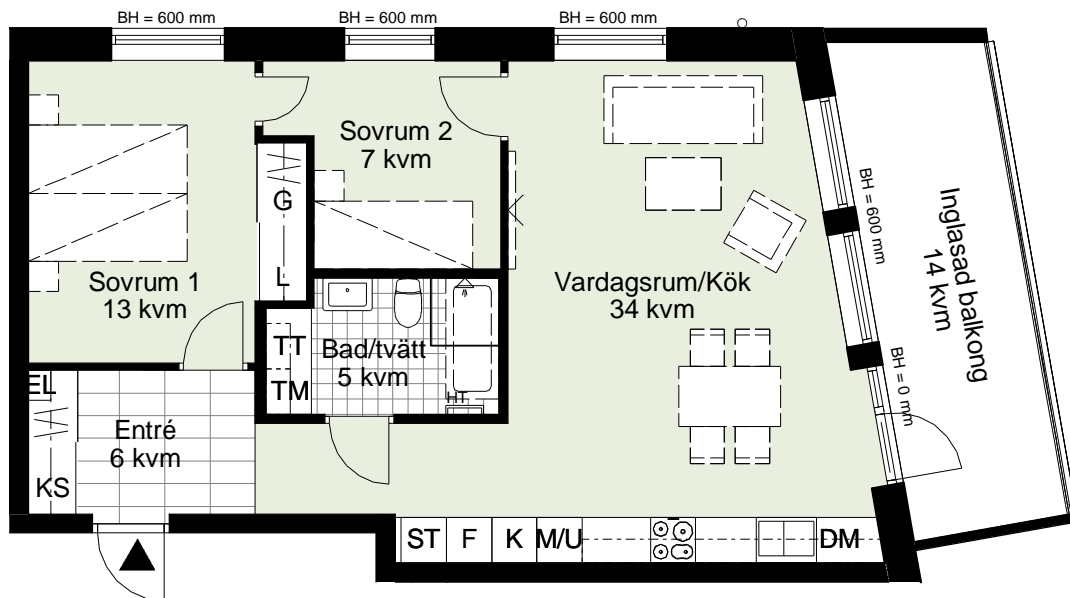 BH = 600 mm
BH = 600 mm
BH = 600 mm
Sovrum 2
7 kvm
G
L
Sovrum 1
13 kvm
Vardagsrum/Kök
34 kvm
BH = 600 mm
Inglasad balkong
14 kvm
BH = 0 mm
TT
TM
Bad/tvätt
5 kvm
HT
EL
KS
Entré
6 kvm
ST
F
K
M/U
DM